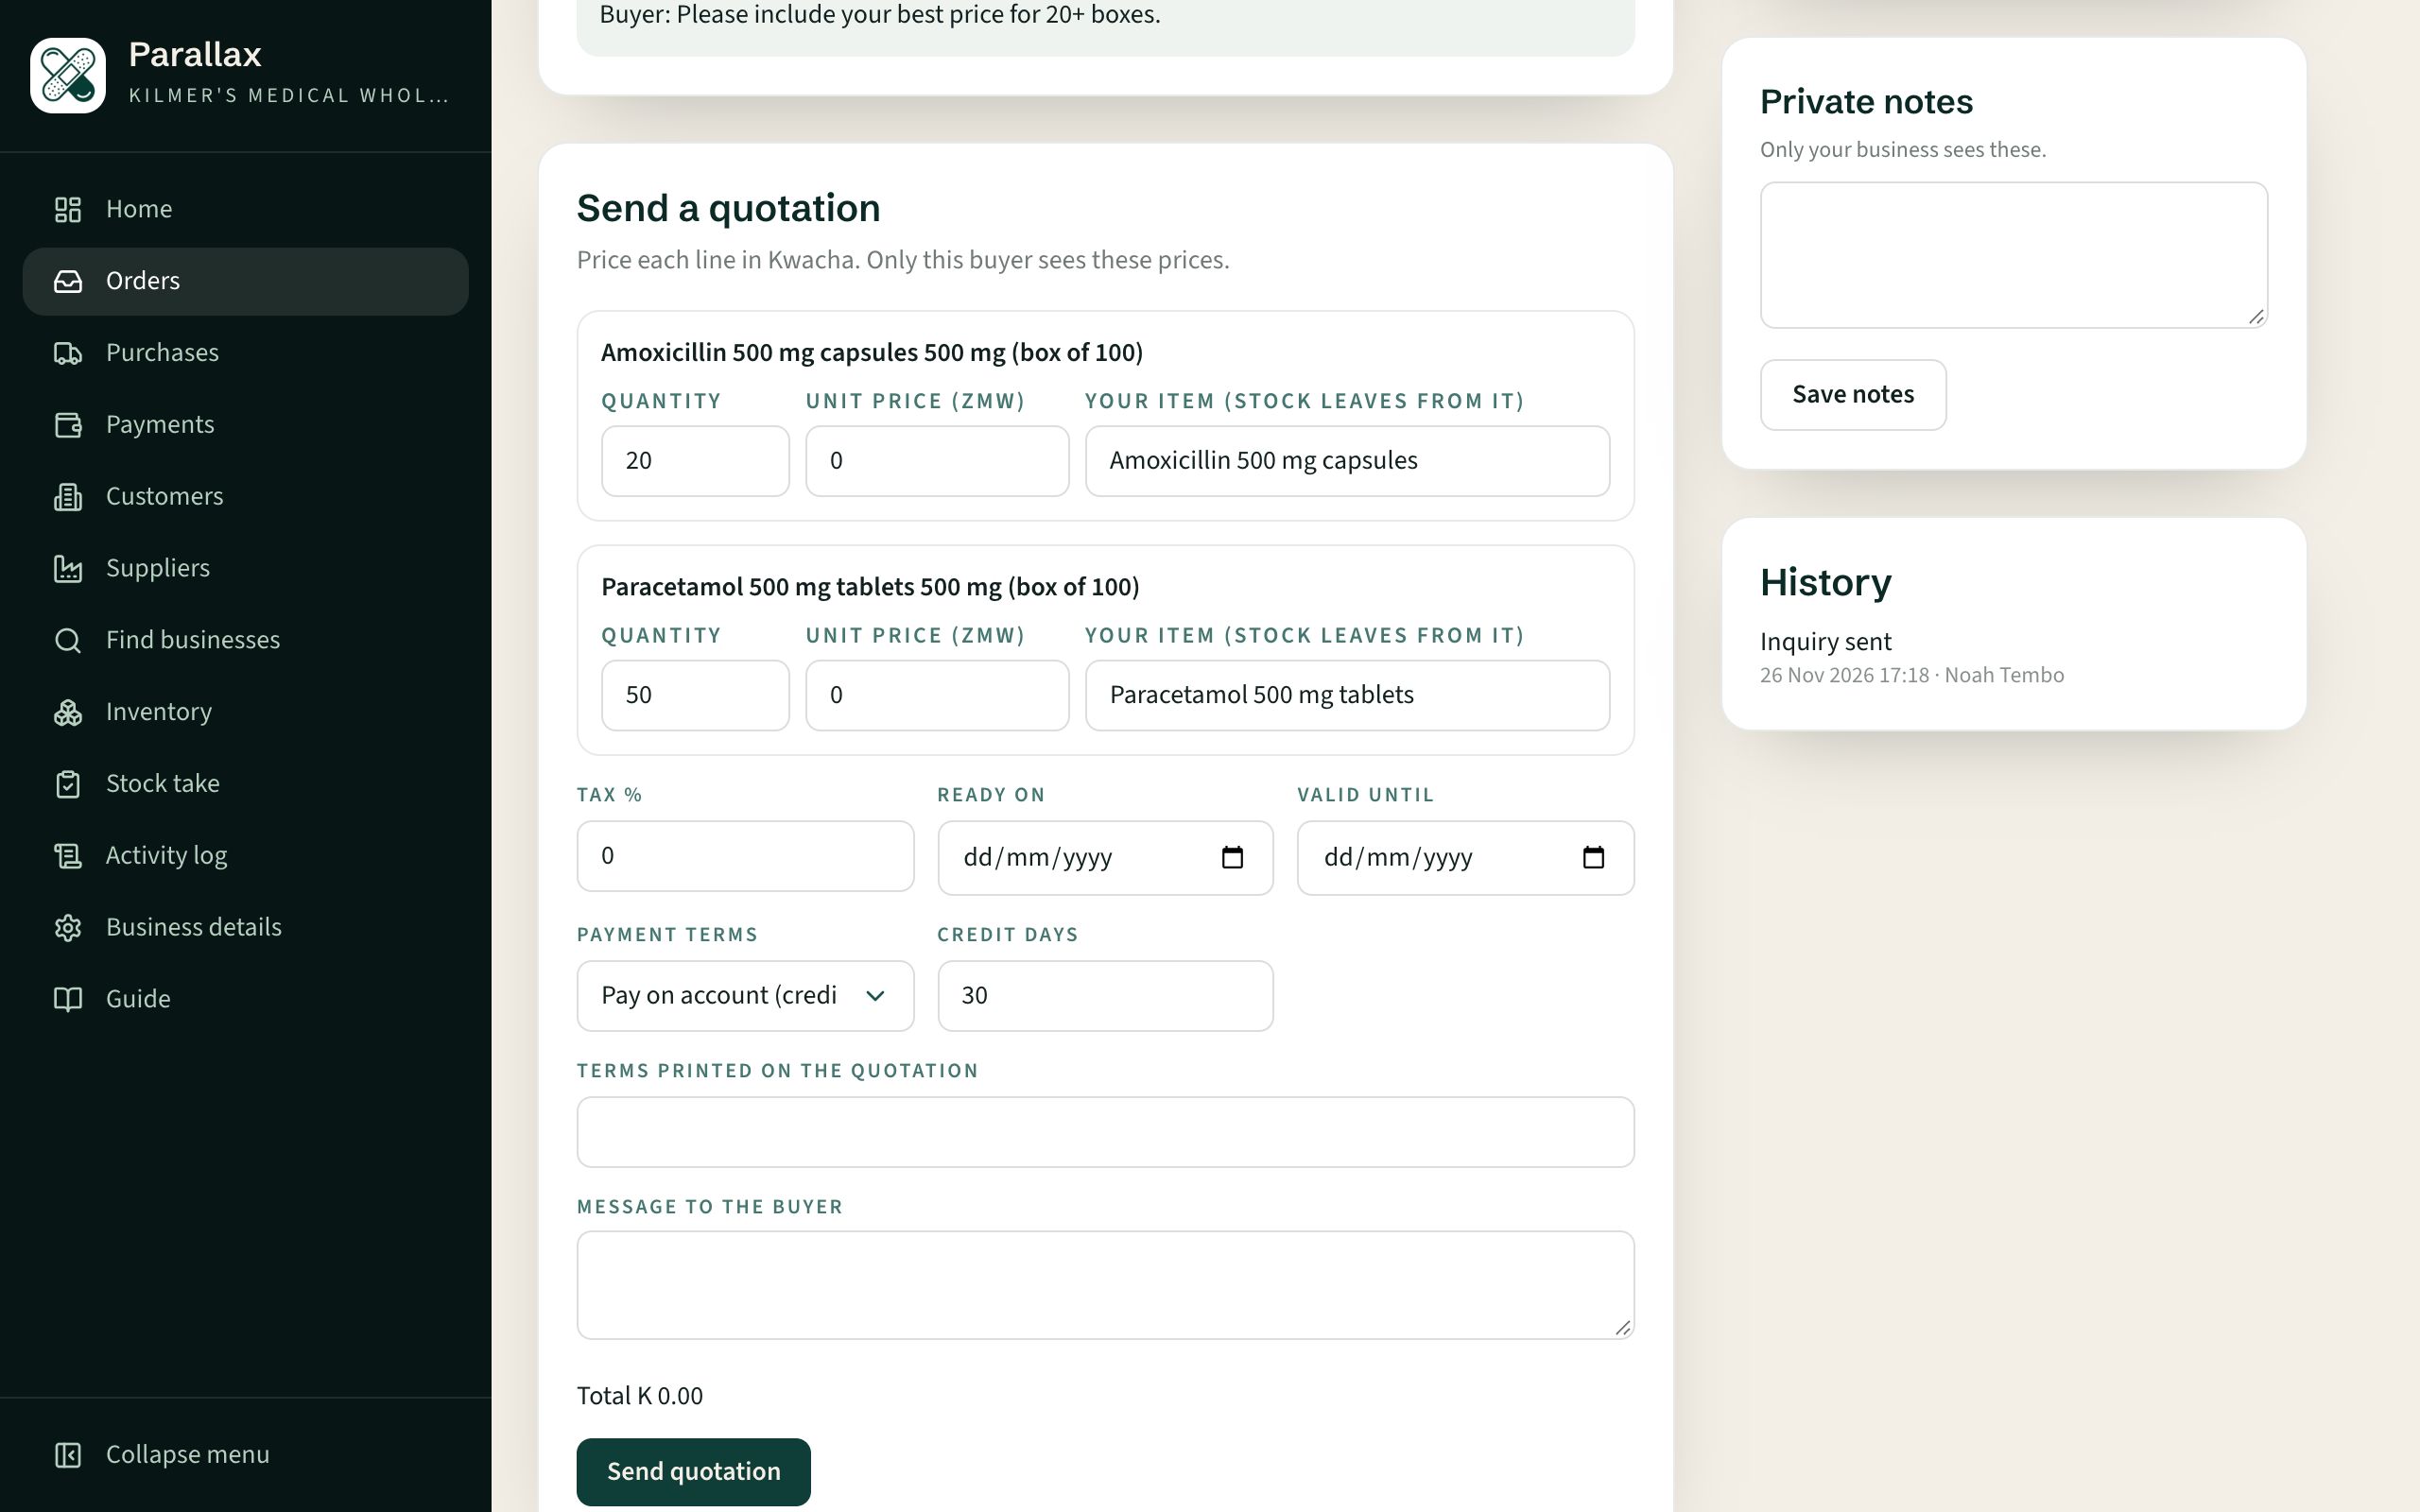 Parallax
KILMER'S MEDICAL WHOL...
Home
Orders
Purchases
Payments
Customers
Suppliers
Find businesses
Inventory
Stock take
Activity log
Business details
Guide
Collapse menu
Buyer: Please include your best price for 20+ boxes.
Send a quotation
Price each line in Kwacha. Only this buyer sees these prices.
Amoxicillin 500 mg capsules 500 mg (box of 100)
QUANTITY UNIT PRICE (ZMW) YOUR ITEM (STOCK LEAVES FROM IT)
20 0 Amoxicillin 500 mg capsules
Paracetamol 500 mg tablets 500 mg (box of 100)
QUANTITY UNIT PRICE (ZMW) YOUR ITEM (STOCK LEAVES FROM IT)
50 0 Paracetamol 500 mg tablets
TAX % READY ON VALID UNTIL
0 dd/mm/yyyy dd/mm/yyyy
PAYMENT TERMS CREDIT DAYS
Pay on account (credi 30
TERMS PRINTED ON THE QUOTATION
MESSAGE TO THE BUYER
Total K 0.00
Send quotation
Private notes
Only your business sees these.
Save notes
History
Inquiry sent
26 Nov 2026 17:18 · Noah Tembo